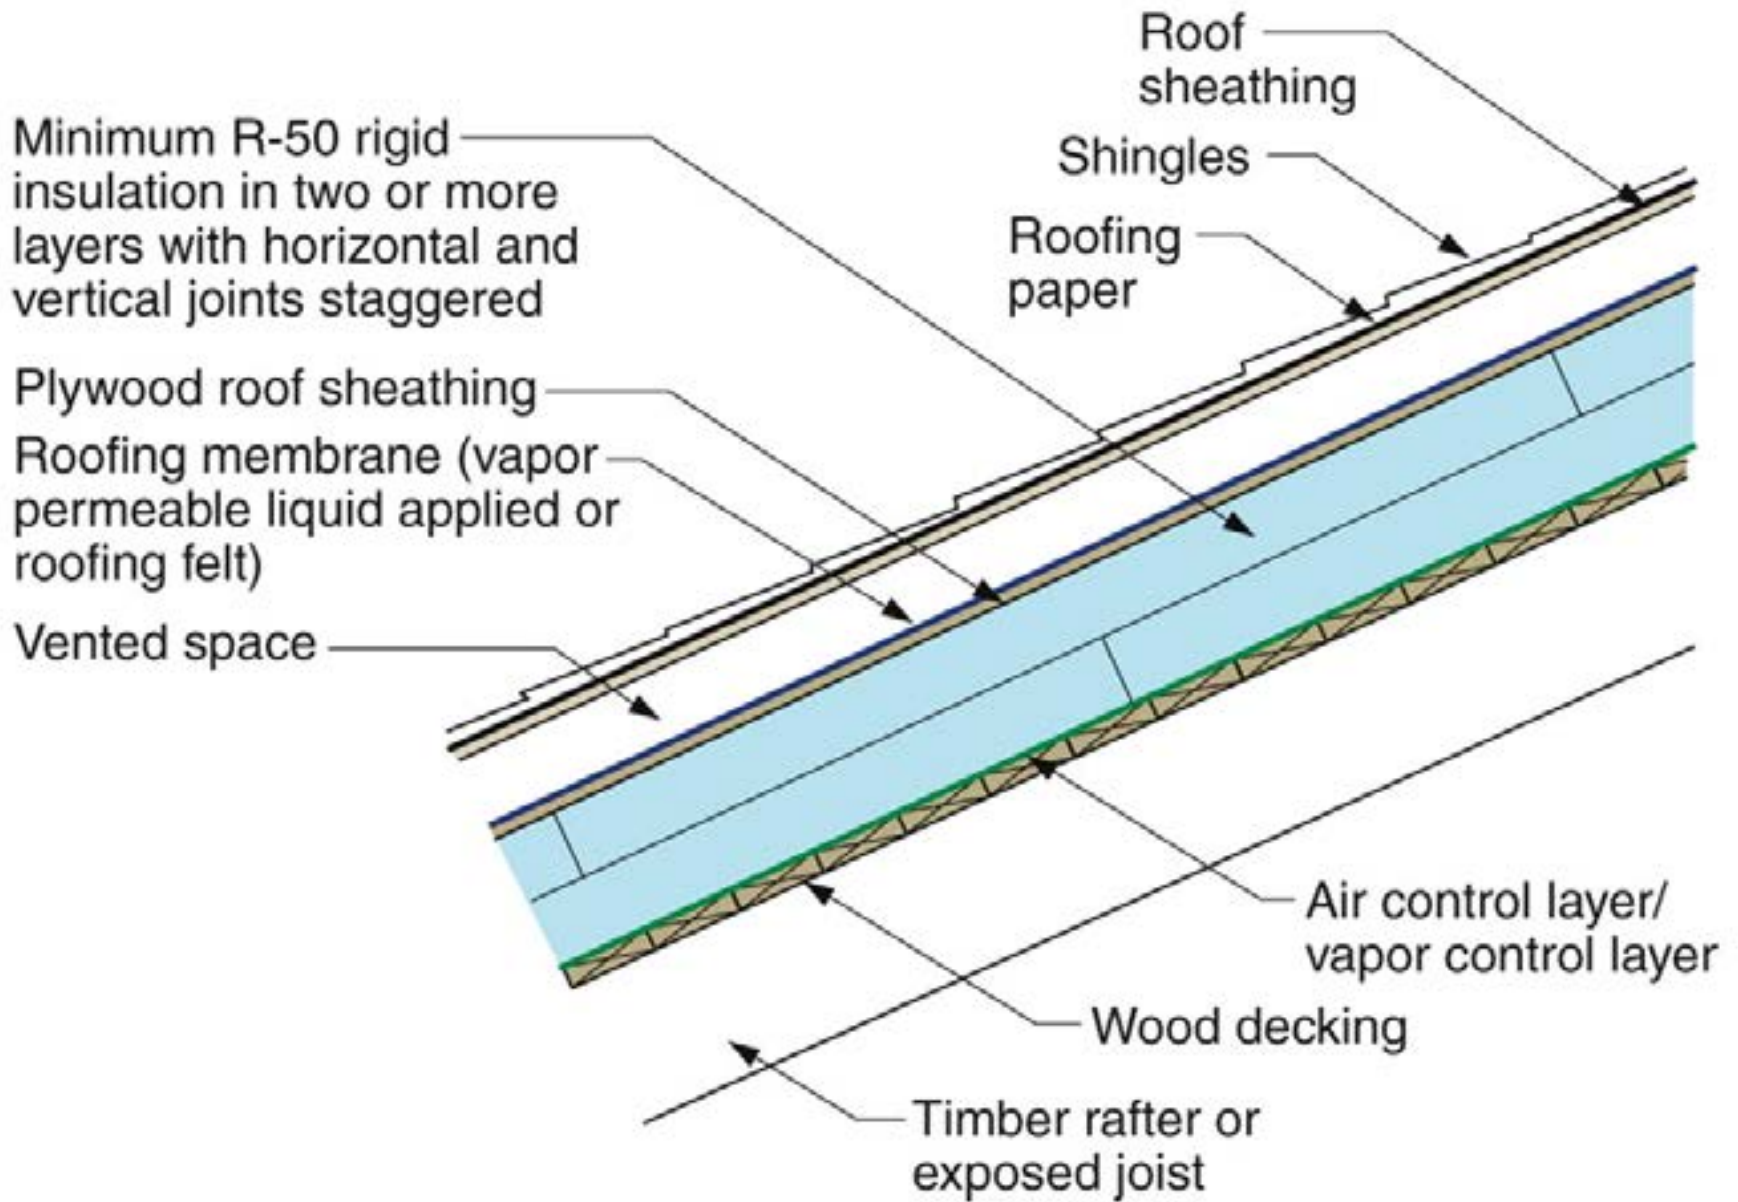 Roof
sheathing
Minimum R-50 rigid
insulation in two or more
layers with horizontal and
vertical joints staggered
Shingles
Roofing
paper
Plywood roof sheathing
Roofing membrane (vapor
permeable liquid applied or
roofing felt)
Vented space
Air control layer/
vapor control layer
Wood decking
Timber rafter or
exposed joist